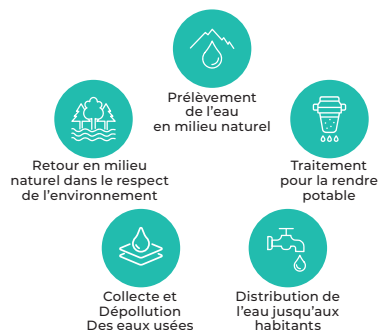 Prélèvement
de l'eau
en milieu naturel
Retour en milieu
naturel dans le respect
de l'environnement
Traitement
pour la rendre
potable
Collecte et
Dépollution
Des eaux usées
Distribution de
l'eau jusqu'aux
habitants